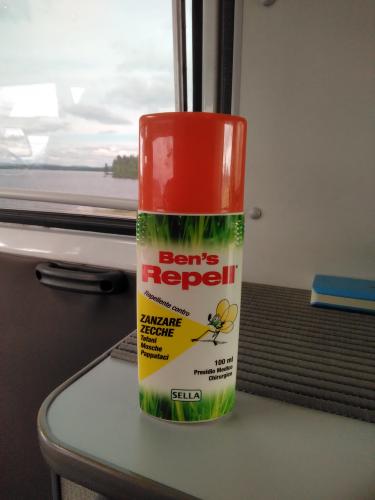 Ben's
Repell
Repellente contro
ZANZARE
ZECCHE
Tafani
Mosche
Pappataci
100 ml
Presidio Medico
Chirurgico
SELLA